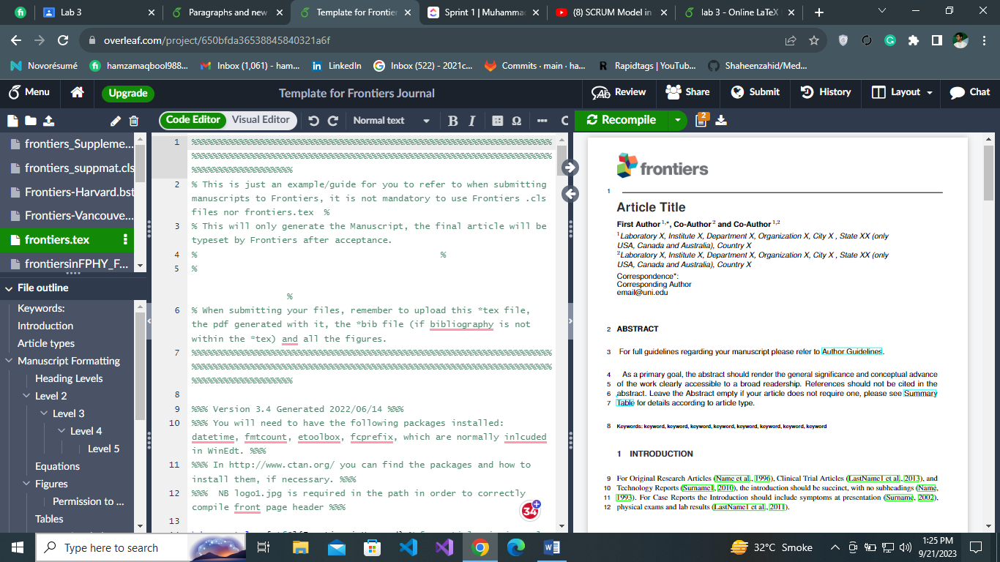 Lab 3
Paragraphs and new
Template for Frontier
Sprint 1 | Muhammad
(8) SCRUM Model in
lab 3 - Online LaTeX
overleaf.com/project/650bfda36538845840321a6f
Novorésumé
hamzamaqbool988...
Inbox (1,061) - ham...
LinkedIn
Inbox (522) - 2021c...
Commits · main · ha...
Rapidtags | YouTub...
Shaheenzahid/Med...
Menu
Upgrade
Template for Frontiers Journal
Review
Share
Submit
History
Layout
Chat
Code Editor
Visual Editor
Normal text
B I
Ω
Recompile
2
frontiers_Suppleme...
frontiers_suppmat.cls
Frontiers-Harvard.bst
Frontiers-Vancouve...
frontiers.tex
frontiersinFPHY_F...
File outline
Keywords:
Introduction
Article types
Manuscript Formatting
Heading Levels
Level 2
Level 3
Level 4
Level 5
Equations
Figures
Permission to ...
Tables
1 %%%%%%%%%%%%%%%%%%%%%%%%%%%%%%%%%%%%%%%%%%%%%%%%%%%%%%%%%%%%%%%%
%%%%%%%%%%%%%%%%%%%%%%%%%%%%%%%%%%%%%%%%%%%%%%%%%%%%%%%%%%%%%%%%
%%%%%%%%%%%%%%%%%%
2 % This is just an example/guide for you to refer to when submitting
manuscripts to Frontiers, it is not mandatory to use Frontiers .cls
files nor frontiers.tex %
3 % This will only generate the Manuscript, the final article will be
typeset by Frontiers after acceptance.
4 % %
5 %
%
6 % When submitting your files, remember to upload this *tex file,
the pdf generated with it, the *bib file (if bibliography is not
within the *tex) and all the figures.
7 %%%%%%%%%%%%%%%%%%%%%%%%%%%%%%%%%%%%%%%%%%%%%%%%%%%%%%%%%%%%%%%%
%%%%%%%%%%%%%%%%%%%%%%%%%%%%%%%%%%%%%%%%%%%%%%%%%%%%%%%%%%%%%%%%
%%%%%%%%%%%%%%%%%%
8
9 %%% Version 3.4 Generated 2022/06/14 %%%
10 %%% You will need to have the following packages installed:
datetime, fmtcount, etoolbox, fcprefix, which are normally inlcuded
in WinEdt. %%%
11 %%% In http://www.ctan.org/ you can find the packages and how to
install them, if necessary. %%%
12 %%% NB logo1.jpg is required in the path in order to correctly
compile front page header %%%
13
34
frontiers
1
Article Title
First Author 1,*, Co-Author 2 and Co-Author 1,2
1 Laboratory X, Institute X, Department X, Organization X, City X , State XX (only
USA, Canada and Australia), Country X
2 Laboratory X, Institute X, Department X, Organization X, City X , State XX (only
USA, Canada and Australia), Country X
Correspondence*:
Corresponding Author
email@uni.edu
2 ABSTRACT
3 For full guidelines regarding your manuscript please refer to Author Guidelines.
4 As a primary goal, the abstract should render the general significance and conceptual advance
5 of the work clearly accessible to a broad readership. References should not be cited in the
6 abstract. Leave the Abstract empty if your article does not require one, please see Summary
7 Table for details according to article type.
8 Keywords: keyword, keyword, keyword, keyword, keyword, keyword, keyword, keyword
1 INTRODUCTION
9 For Original Research Articles (Name et al., 1996), Clinical Trial Articles (LastName1 et al., 2013), and
10 Technology Reports (Surname1, 2010), the introduction should be succinct, with no subheadings (Name,
11 1993). For Case Reports the Introduction should include symptoms at presentation (Surname, 2002),
12 physical exams and lab results (LastName1 et al., 2011).
Type here to search
32°C Smoke
1:25 PM
9/21/2023